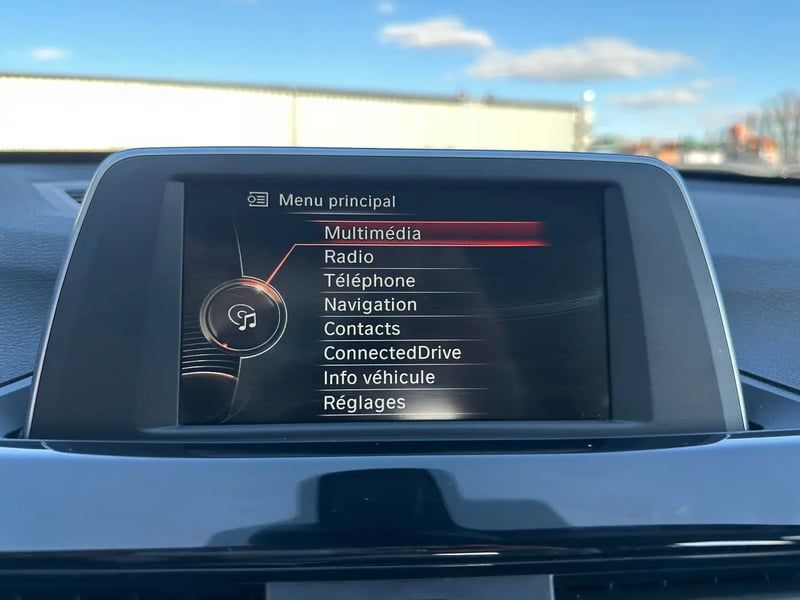 Menu principal
Multimédia
Radio
Téléphone
Navigation
Contacts
ConnectedDrive
Info véhicule
Réglages